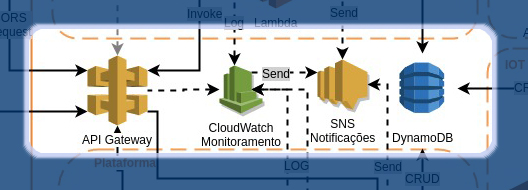 ORS
Invoke
Log
Lambda
Send
equest
Send
IOT
CR
API Gateway
CloudWatch
Monitoramento
SNS
Notificações
DynamoDB
Plataforma
LOG
Send
CRUD